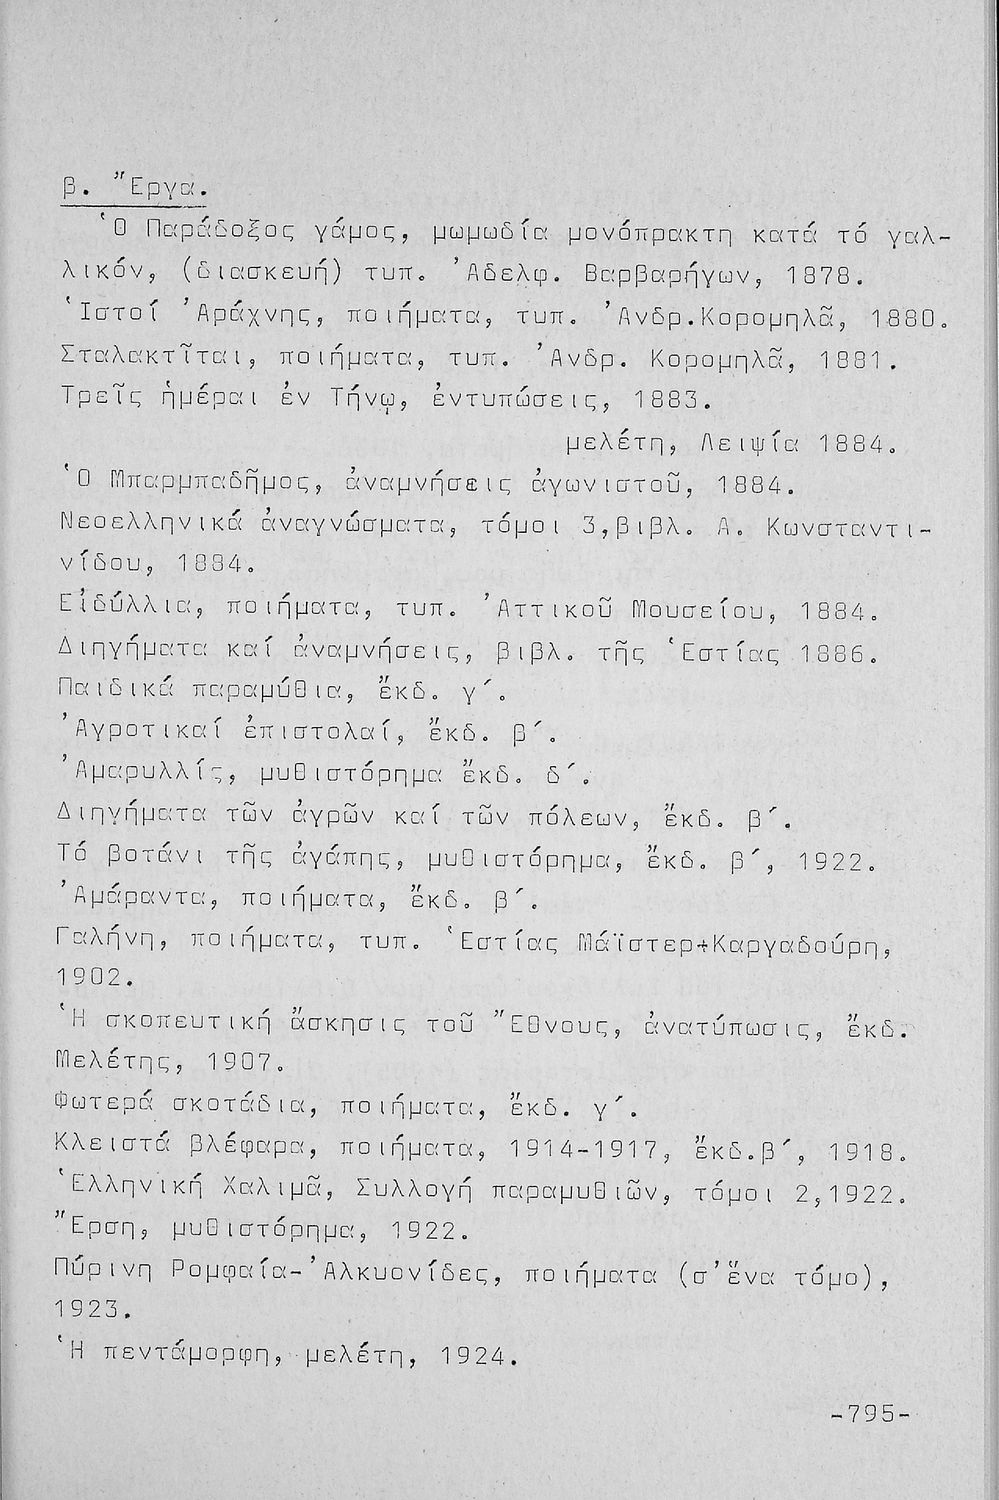 β. Ἔργα.
Ὁ Παράδοξος γάμος, μωμωδία μονόπρακτη κατά τό γαλ-
λικόν, (διασκευή) τυπ. Ἀδελφ. Βαρβαρήγων, 1878.
Ἱστοί Ἀράχνης, ποιήματα, τυπ. Ἀνδρ.Κορομηλᾶ, 1880.
Σταλακτῖται, ποιήματα, τυπ. Ἀνδρ. Κορομηλᾶ, 1881.
Τρεῖς ἡμέραι ἐν Τήνῳ, ἐντυπώσεις, 1883.
μελέτη, Λειψία 1884.
Ὁ Μπαρμπαδῆμος, ἀναμνήσεις ἀγωνιστοῦ, 1884.
Νεοελληνικά ἀναγνώσματα, τόμοι 3,βιβλ. Α. Κωνσταντι-
νίδου, 1884.
Εἰδύλλια, ποιήματα, τυπ. Ἀττικοῦ Μουσείου, 1884.
Διηγήματα καί ἀναμνήσεις, βιβλ. τῆς Ἑστίας 1886.
Παιδικά παραμύθια, ἔκδ. γ´.
Ἀγροτικαί ἐπιστολαί, ἔκδ. β´.
Ἀμαρυλλίς, μυθιστόρημα ἔκδ. δ´.
Διηγήματα τῶν ἀγρῶν καί τῶν πόλεων, ἔκδ. β´.
Τό βοτάνι τῆς ἀγάπης, μυθιστόρημα, ἔκδ. β´, 1922.
Ἀμάραντα, ποιήματα, ἔκδ. β´.
Γαλήνη, ποιήματα, τυπ. Ἑστίας Μάϊστερ+Καργαδούρη,
1902.
Ἡ σκοπευτική ἄσκησις τοῦ Ἔθνους, ἀνατύπωσις, ἔκδ.
Μελέτης, 1907.
Φωτερά σκοτάδια, ποιήματα, ἔκδ. γ´.
Κλειστά βλέφαρα, ποιήματα, 1914-1917, ἔκδ.β´, 1918.
Ἑλληνική Χαλιμᾶ, Συλλογή παραμυθιῶν, τόμοι 2,1922.
Ἔρση, μυθιστόρημα, 1922.
Πύρινη Ρομφαία-Ἀλκυονίδες, ποιήματα (σ'ἕνα τόμο),
1923.
Ἡ πεντάμορφη, μελέτη, 1924.
-795-